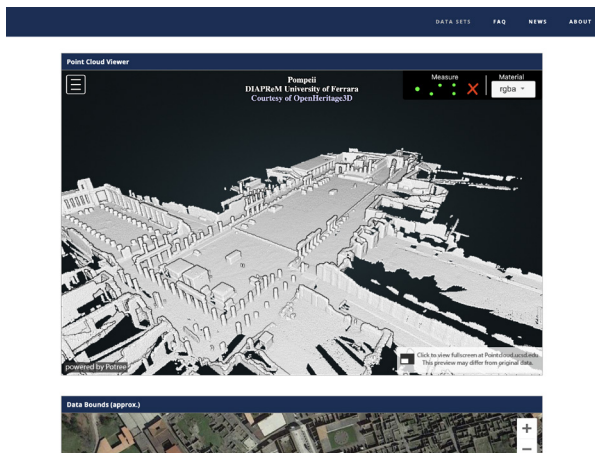 DATA SETS FAQ NEWS ABOUT
Point Cloud Viewer
Pompeii
DIAPReM University of Ferrara
Courtesy of OpenHeritage3D
Measure
Material
rgba
Click to view fullscreen at Pointcloud.ucsd.edu
This preview may differ from original data.
powered by Potree
Data Bounds (approx.)
+
−